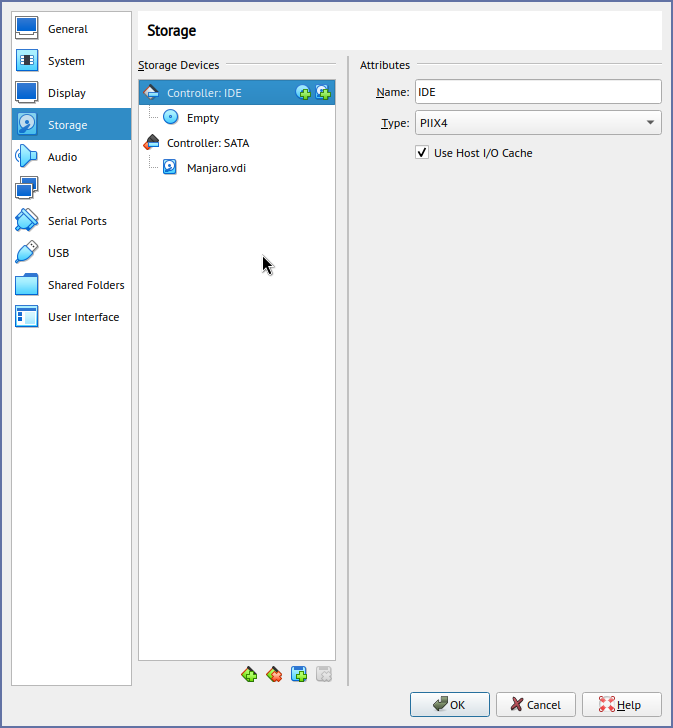 General
System
Display
Storage
Audio
Network
Serial Ports
USB
Shared Folders
User Interface
Storage
Storage Devices
Controller: IDE
Empty
Controller: SATA
Manjaro.vdi
Attributes
Name: IDE
Type: PIIX4
Use Host I/O Cache
OK
Cancel
Help